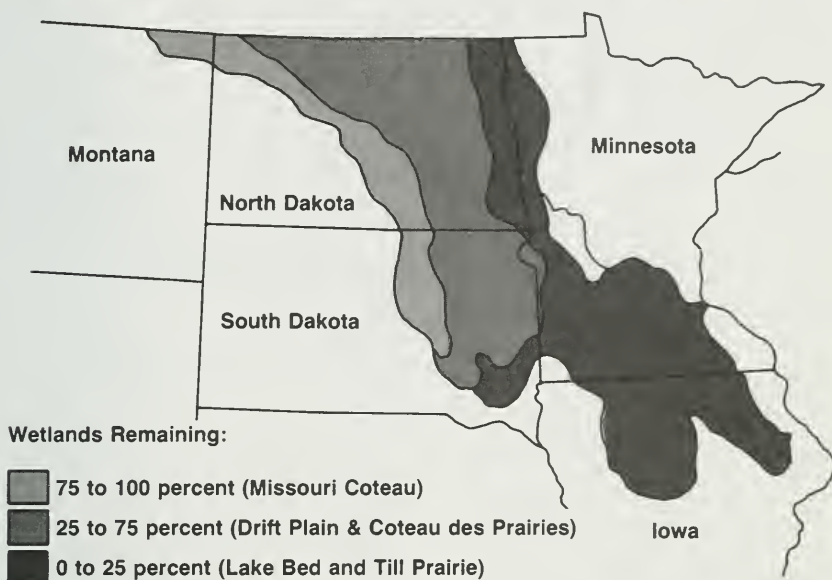 Montana
Minnesota
North Dakota
South Dakota
Wetlands Remaining:
75 to 100 percent (Missouri Coteau)
25 to 75 percent (Drift Plain & Coteau des Prairies)
Iowa
0 to 25 percent (Lake Bed and Till Prairie)